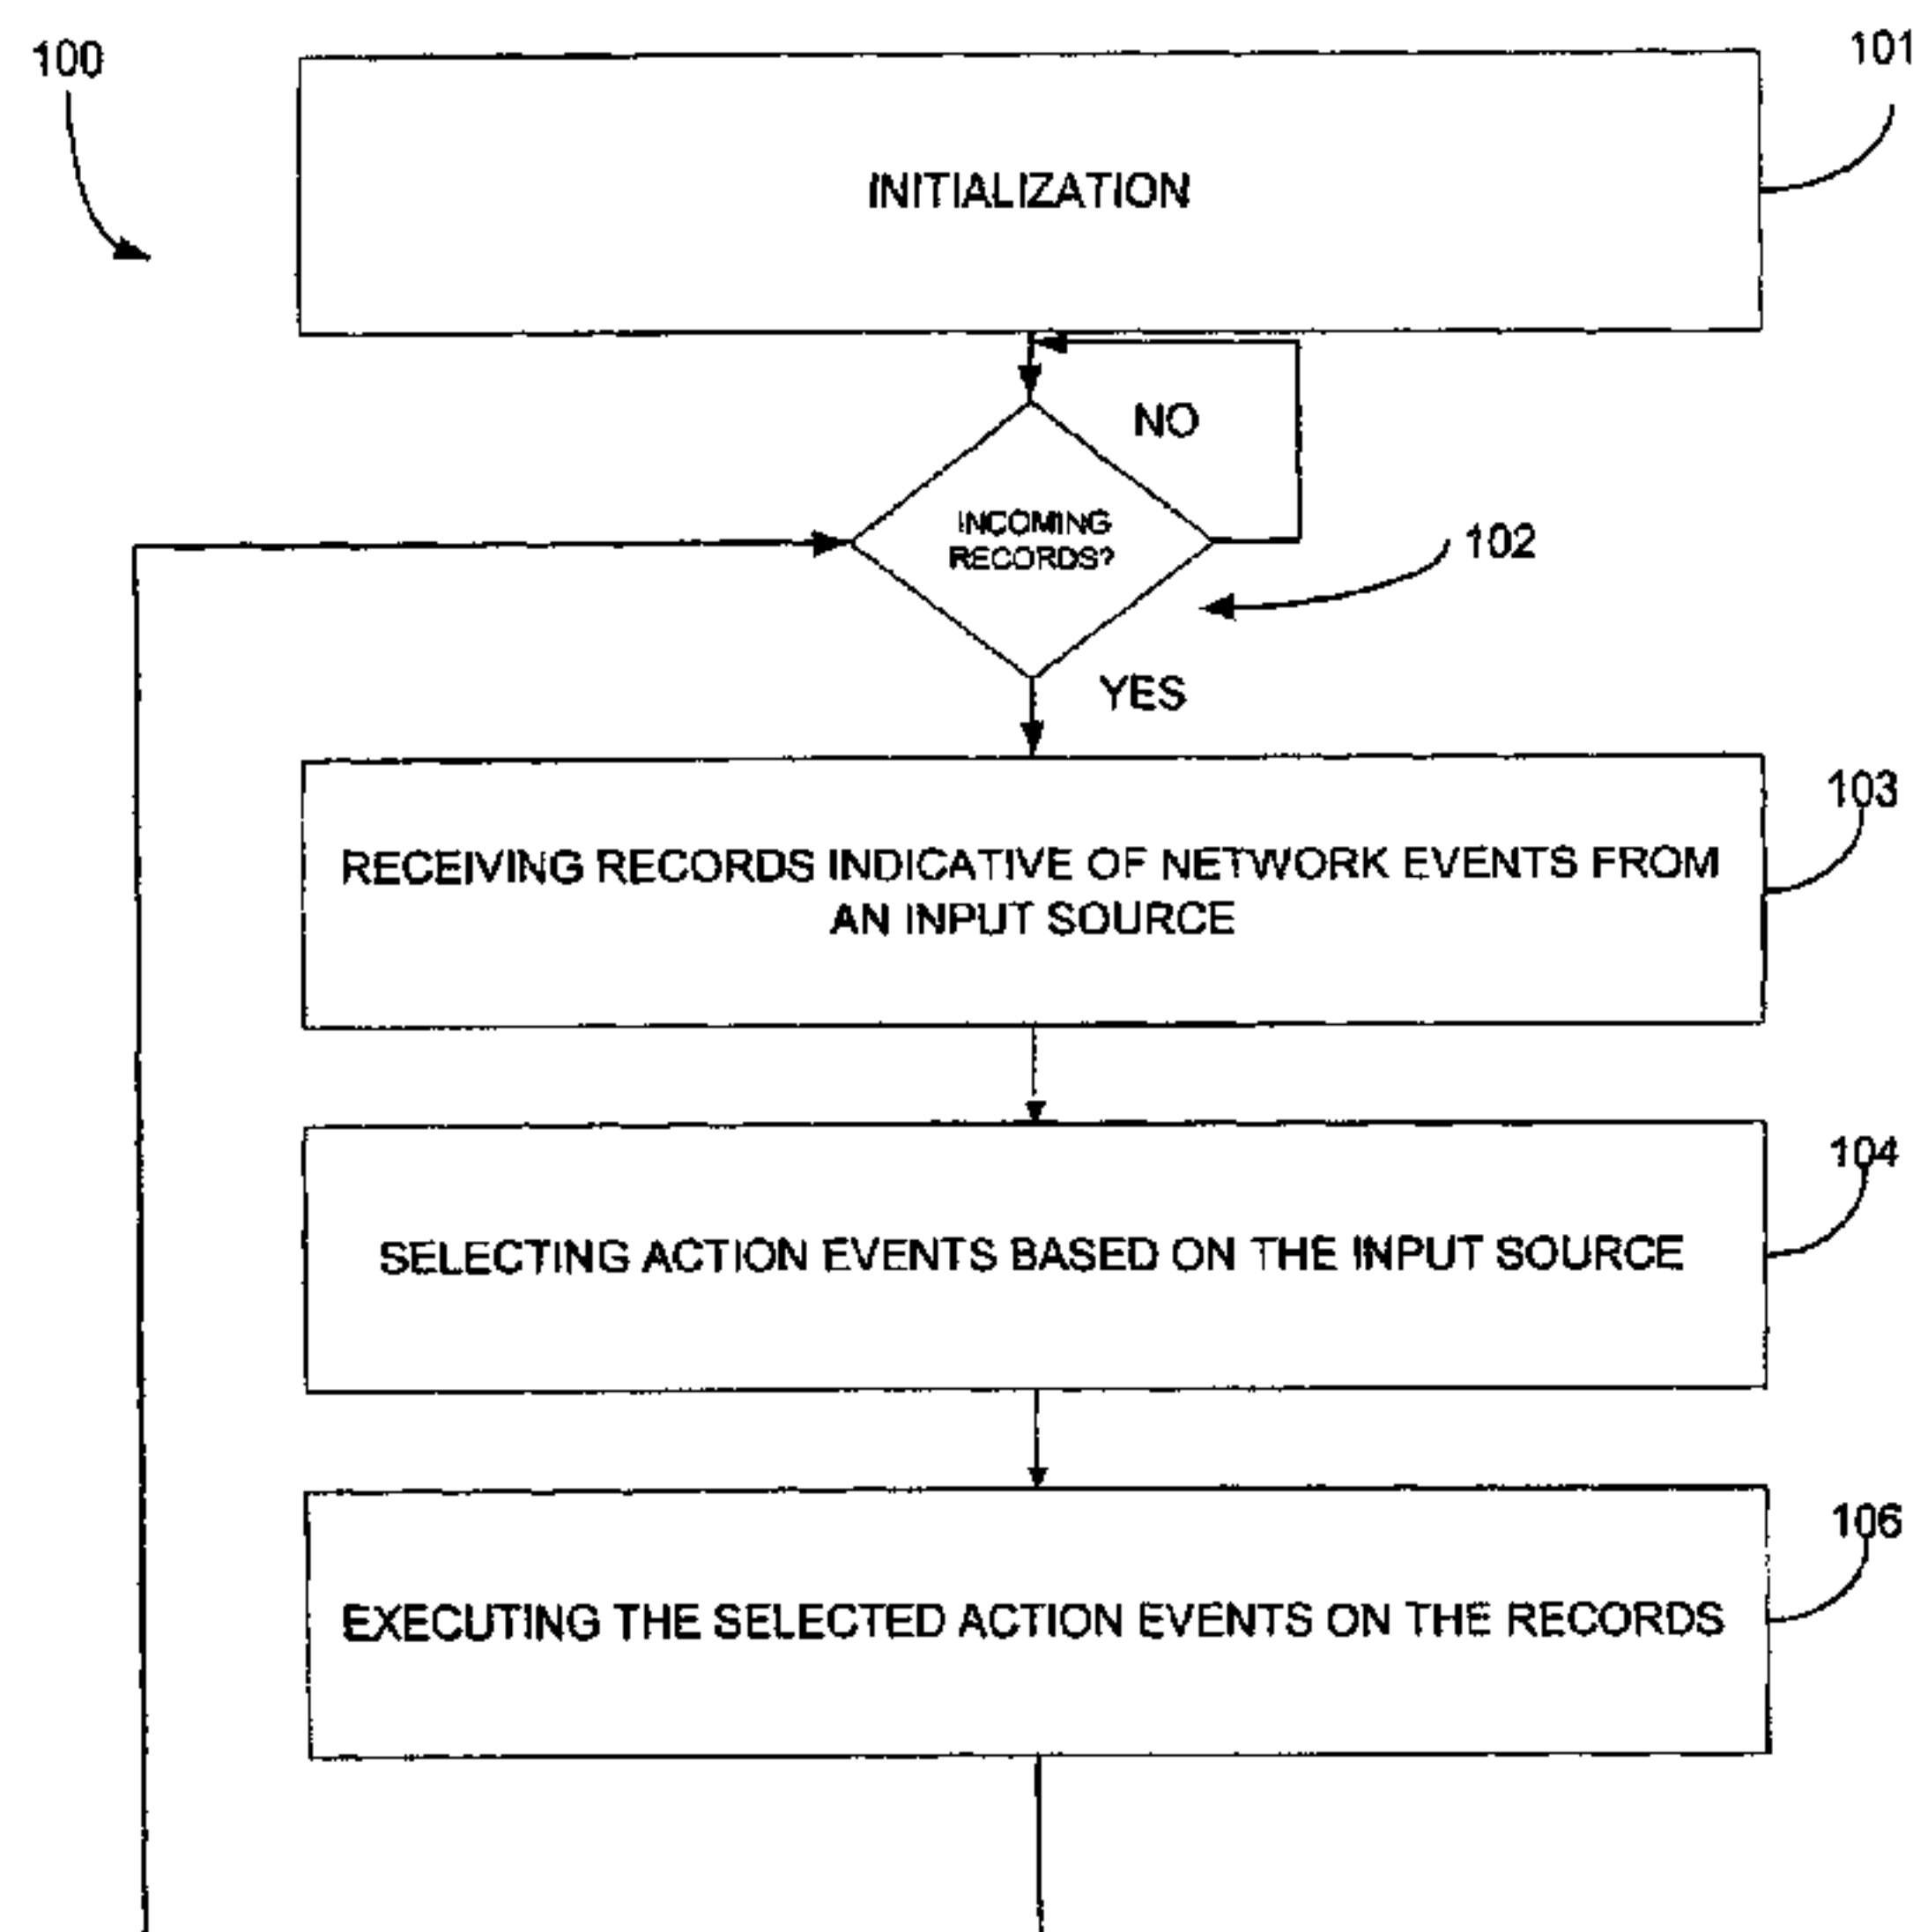 100
101
INITIALIZATION
NO
INCOMING
RECORDS?
102
YES
103
RECEIVING RECORDS INDICATIVE OF NETWORK EVENTS FROM
AN INPUT SOURCE
104
SELECTING ACTION EVENTS BASED ON THE INPUT SOURCE
106
EXECUTING THE SELECTED ACTION EVENTS ON THE RECORDS